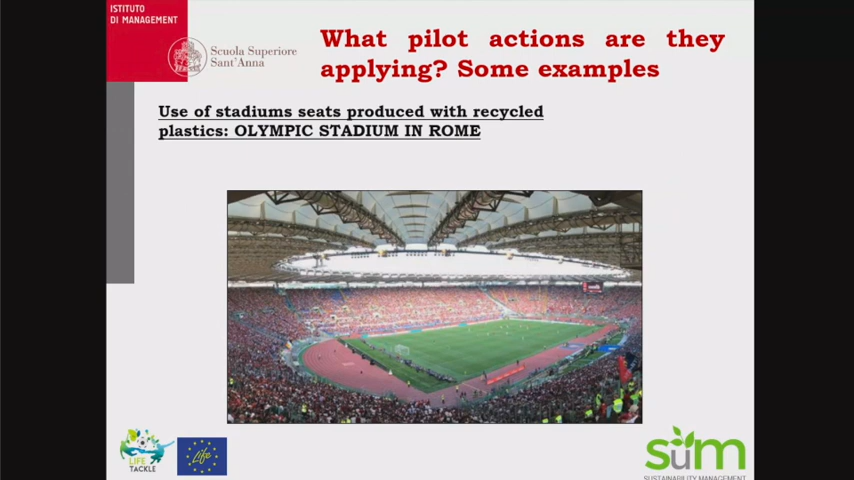 ISTITUTO
DI MANAGEMENT
Scuola Superiore
Sant'Anna
What pilot actions are they
applying? Some examples
Use of stadiums seats produced with recycled
plastics: OLYMPIC STADIUM IN ROME
LIFE
TACKLE
Life
sum
SUSTAINABILITY MANAGEMENT